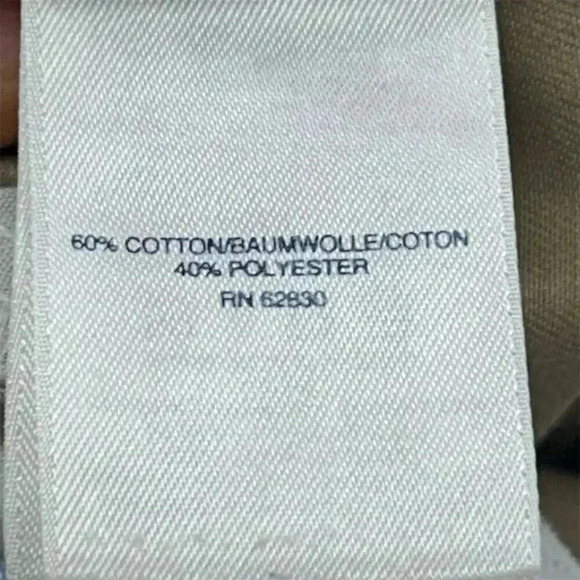 60% COTTON/BAUMWOLLE/COTON
40% POLYESTER
RN 62830